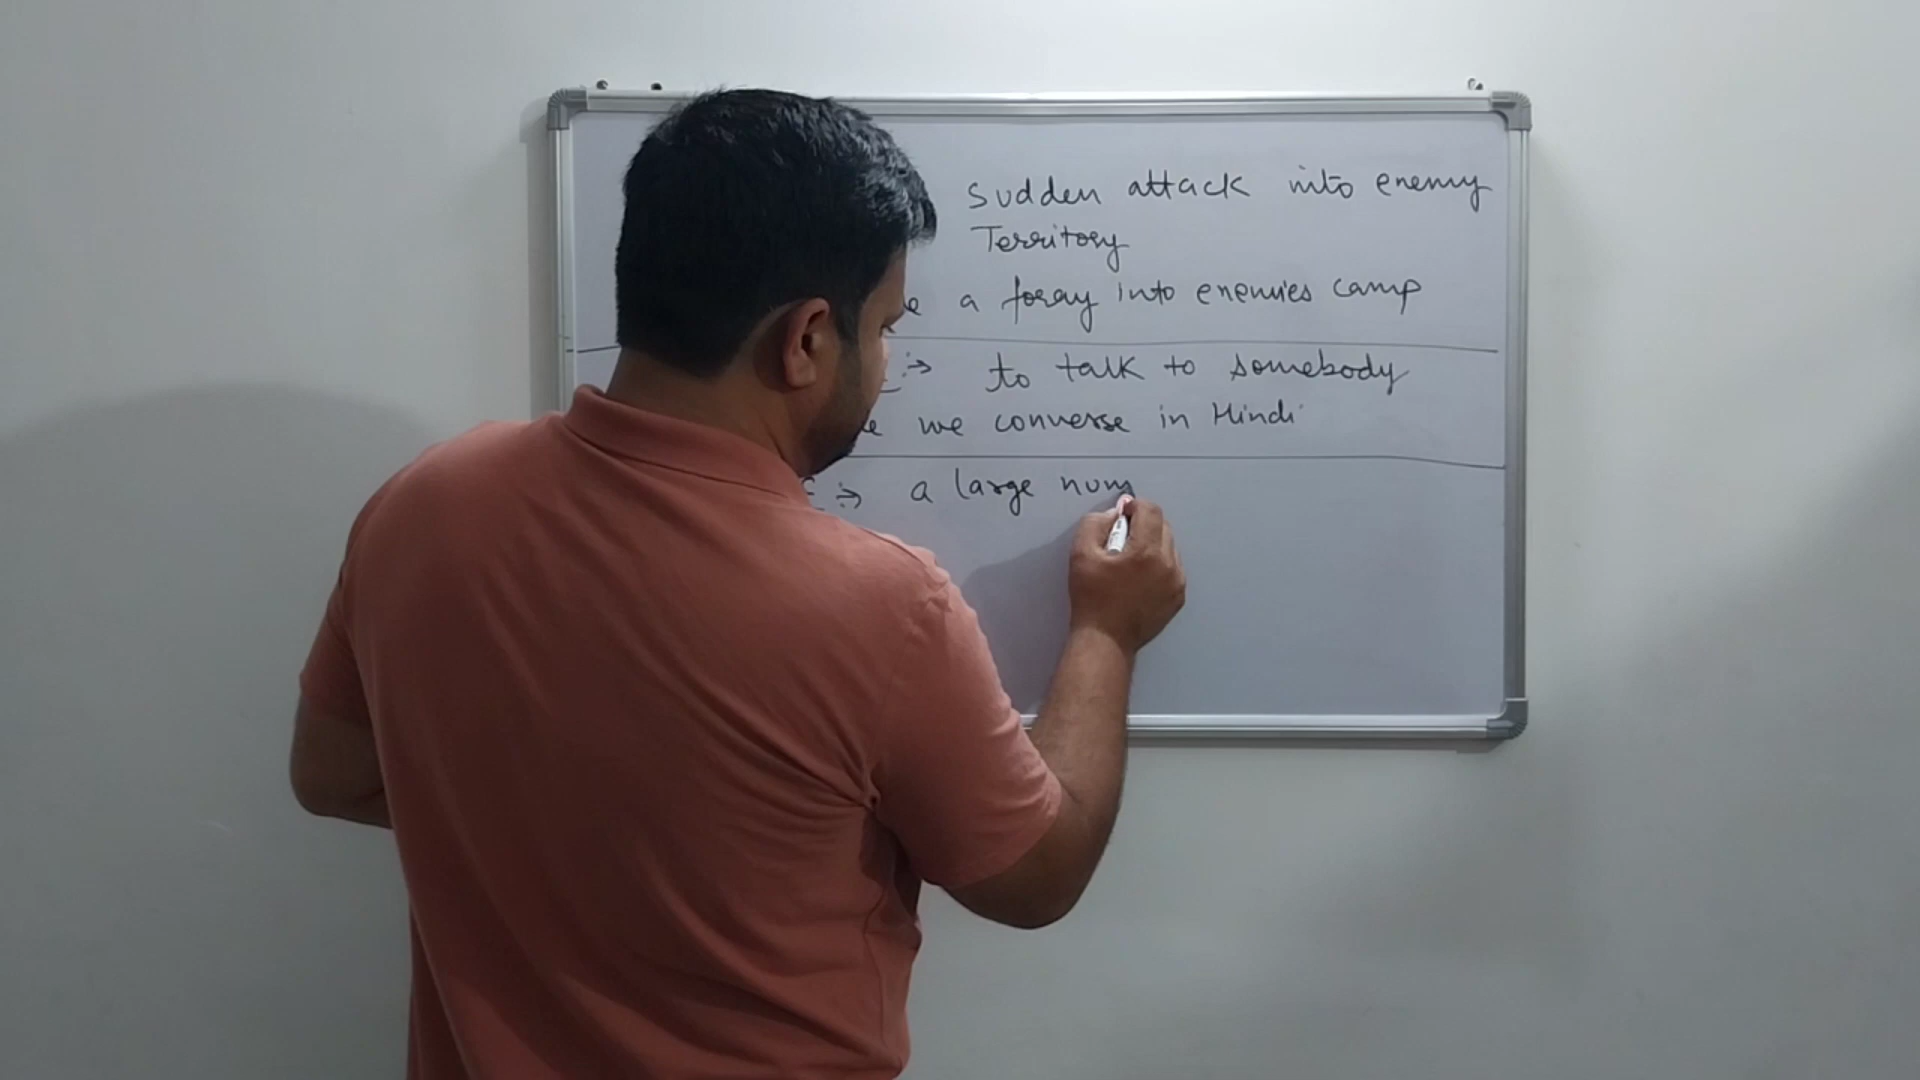 Sudden attack into enemy
Territory
a foray into enemies camp
to talk to somebody
we converse in Hindi
a large num